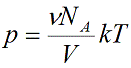 p = νN_A / V kT